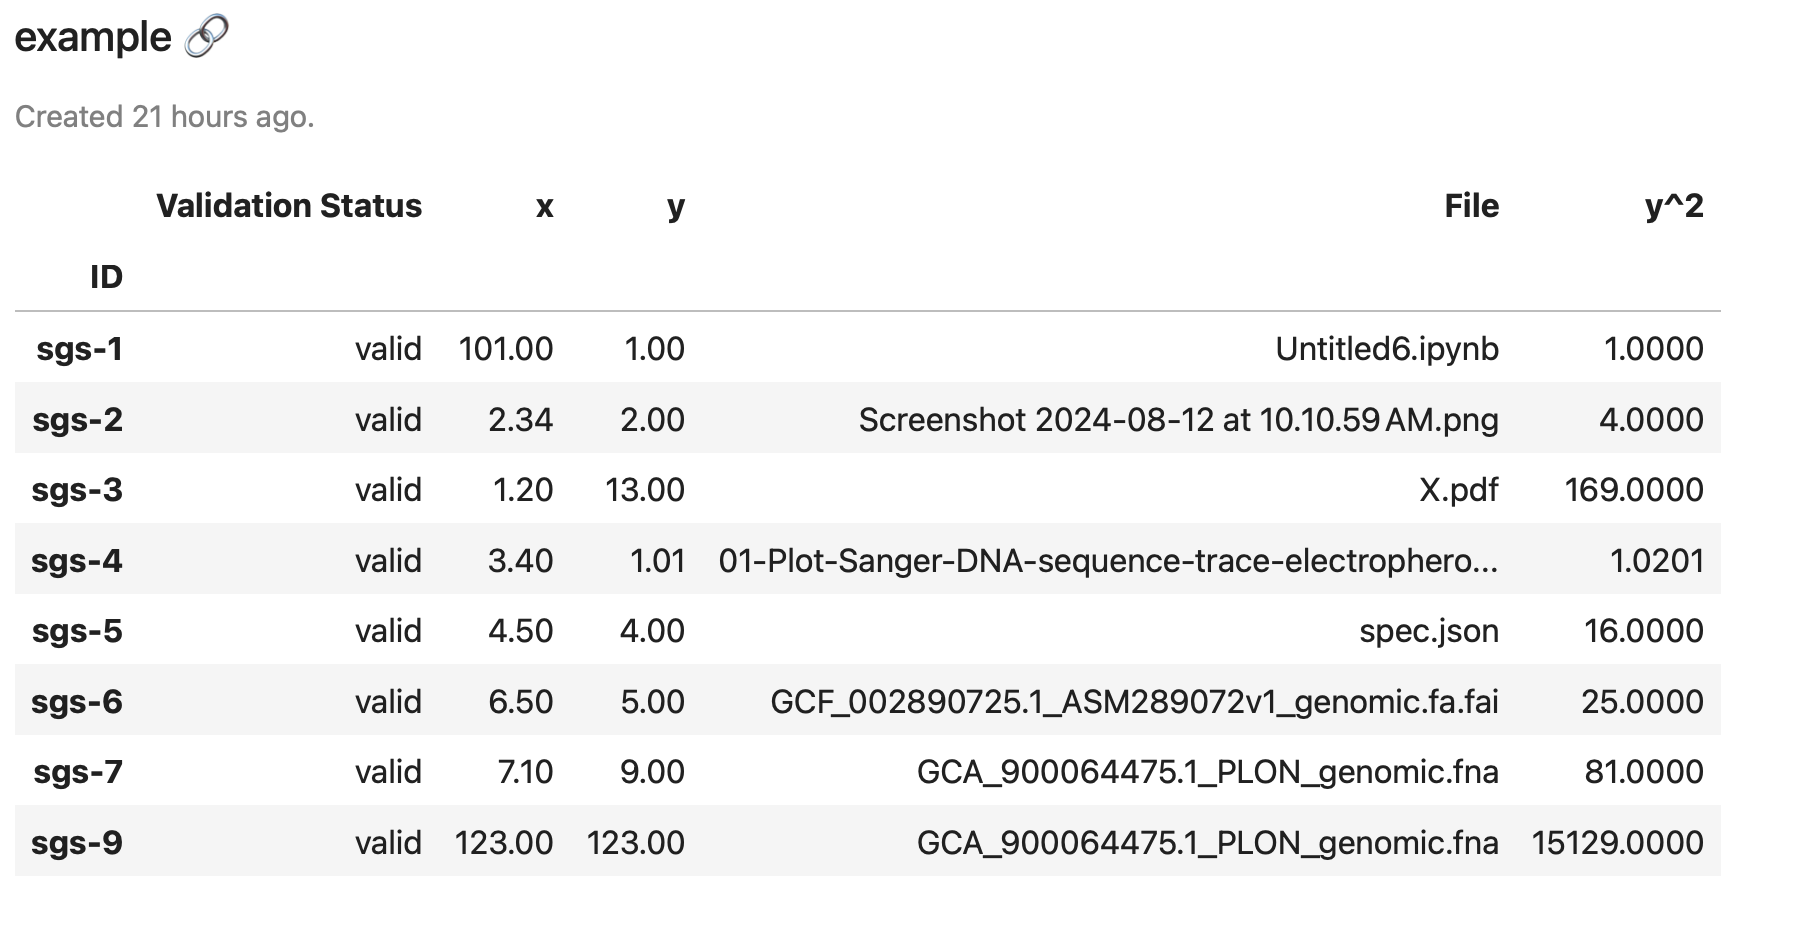 example 🔗
Created 21 hours ago.
Validation Status x y File y^2
ID
sgs-1 valid 101.00 1.00 Untitled6.ipynb 1.0000
sgs-2 valid 2.34 2.00 Screenshot 2024-08-12 at 10.10.59 AM.png 4.0000
sgs-3 valid 1.20 13.00 X.pdf 169.0000
sgs-4 valid 3.40 1.01 01-Plot-Sanger-DNA-sequence-trace-electrophero... 1.0201
sgs-5 valid 4.50 4.00 spec.json 16.0000
sgs-6 valid 6.50 5.00 GCF_002890725.1_ASM289072v1_genomic.fa.fai 25.0000
sgs-7 valid 7.10 9.00 GCA_900064475.1_PLON_genomic.fna 81.0000
sgs-9 valid 123.00 123.00 GCA_900064475.1_PLON_genomic.fna 15129.0000